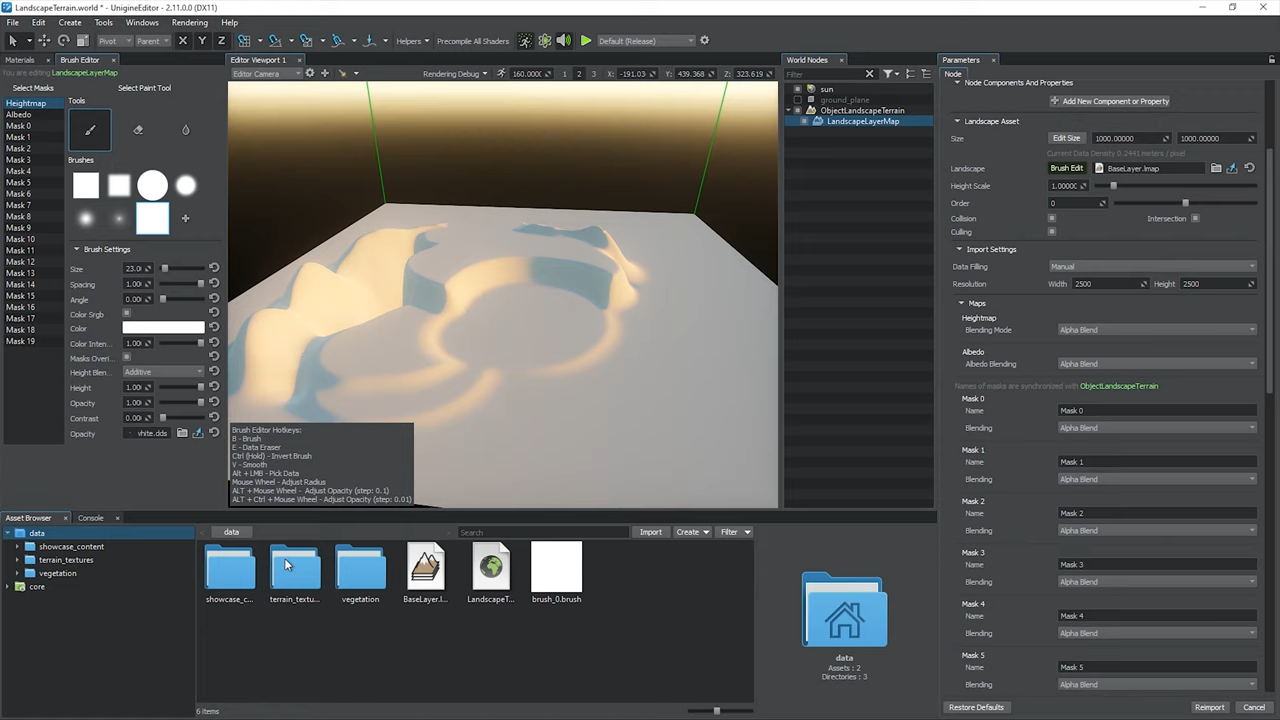 LandscapeTerrain.world * - UnigineEditor - 2.11.0.0 (DX11)
File Edit Create Tools Windows Rendering Help
Pivot Parent X Y Z Helpers Precompile All Shaders Default (Release)
Materials Brush Editor Editor Viewport 1 World Nodes Parameters
You are editing LandscapeLayerMap
Editor Camera Rendering Debug 160.0000 1 2 3 X: -191.03 Y: 439.368 Z: 323.619
Filter
Node
Select Masks Select Paint Tool
Heightmap
Albedo
Mask 0
Mask 1
Mask 2
Mask 3
Mask 4
Mask 5
Mask 6
Mask 7
Mask 8
Mask 9
Mask 10
Mask 11
Mask 12
Mask 13
Mask 14
Mask 15
Mask 16
Mask 17
Mask 18
Mask 19
Tools
Brushes
Brush Settings
Size 23.0
Spacing 1.00
Angle 0.00
Color Srgb
Color
Color Inten... 1.00
Masks Overi...
Height Blen... Additive
Height 1.00
Opacity 1.00
Contrast 0.00
Opacity vhite.dds
Brush Editor Hotkeys:
B - Brush
E - Data Eraser
Ctrl (Hold) - Invert Brush
V - Smooth
Alt + LMB - Pick Data
Mouse Wheel - Adjust Radius
ALT + Mouse Wheel - Adjust Opacity (step: 0.1)
ALT + Ctrl + Mouse Wheel - Adjust Opacity (step: 0.01)
sun
ground_plane
ObjectLandscapeTerrain
LandscapeLayerMap
Node Components And Properties
Add New Component or Property
Landscape Asset
Size Edit Size 1000.00000 1000.00000
Current Data Density 0.2441 meters / pixel
Landscape Brush Edit BaseLayer.lmap
Height Scale 1.00000
Order 0
Collision Intersection
Culling
Import Settings
Data Filling Manual
Resolution Width 2500 Height 2500
Maps
Heightmap
Blending Mode Alpha Blend
Albedo
Albedo Blending Alpha Blend
Names of masks are synchronized with ObjectLandscapeTerrain
Mask 0
Name Mask 0
Blending Alpha Blend
Mask 1
Name Mask 1
Blending Alpha Blend
Mask 2
Name Mask 2
Blending Alpha Blend
Mask 3
Name Mask 3
Blending Alpha Blend
Mask 4
Name Mask 4
Blending Alpha Blend
Mask 5
Name Mask 5
Blending Alpha Blend
Restore Defaults Reimport Cancel
Asset Browser Console
data
showcase_content
terrain_textures
vegetation
core
data Search Import Create Filter
showcase_c... terrain_textu... vegetation BaseLayer.l... LandscapeT... brush_0.brush
data
Assets: 2
Directories: 3
6 items